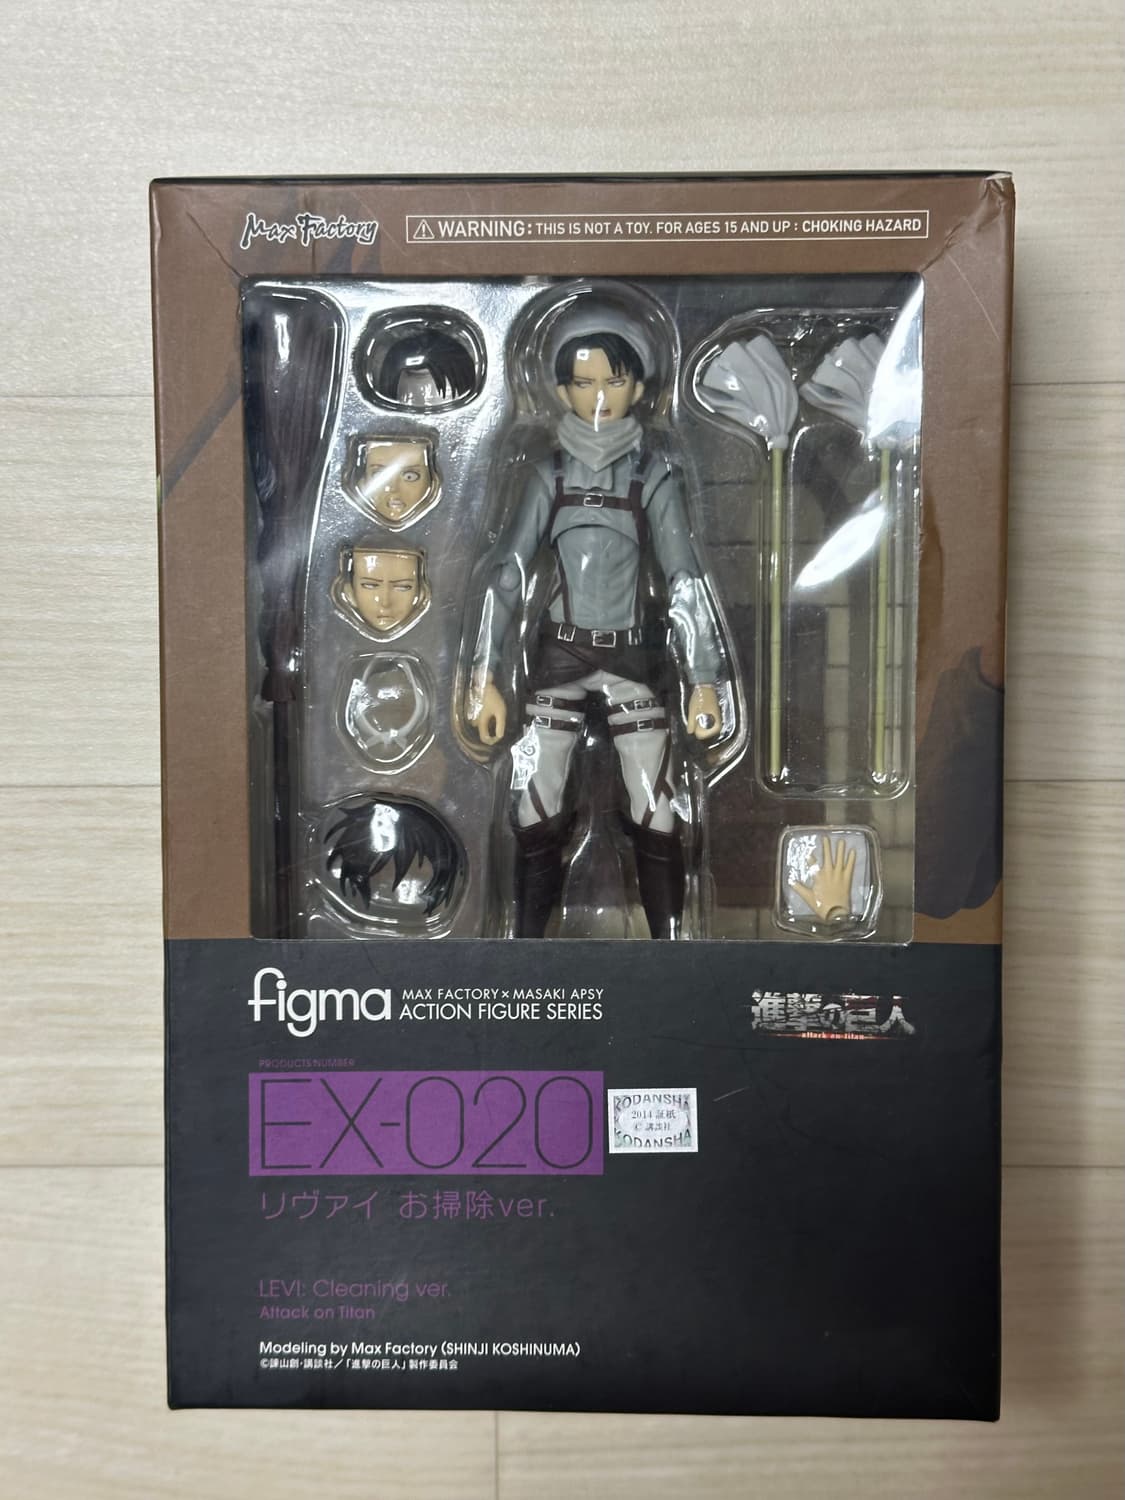 Max Factory
WARNING: THIS IS NOT A TOY. FOR AGES 15 AND UP : CHOKING HAZARD
figma
MAX FACTORY × MASAKI APSY
ACTION FIGURE SERIES
進撃の巨人
attack on titan
PRODUCTS NUMBER
EX-020
KODANSHA
2014 証紙
© 講談社
KODANSHA
リヴァイ お掃除ver.
LEVI: Cleaning ver.
Attack on Titan
Modeling by Max Factory (SHINJI KOSHINUMA)
©諫山創・講談社／「進撃の巨人」製作委員会